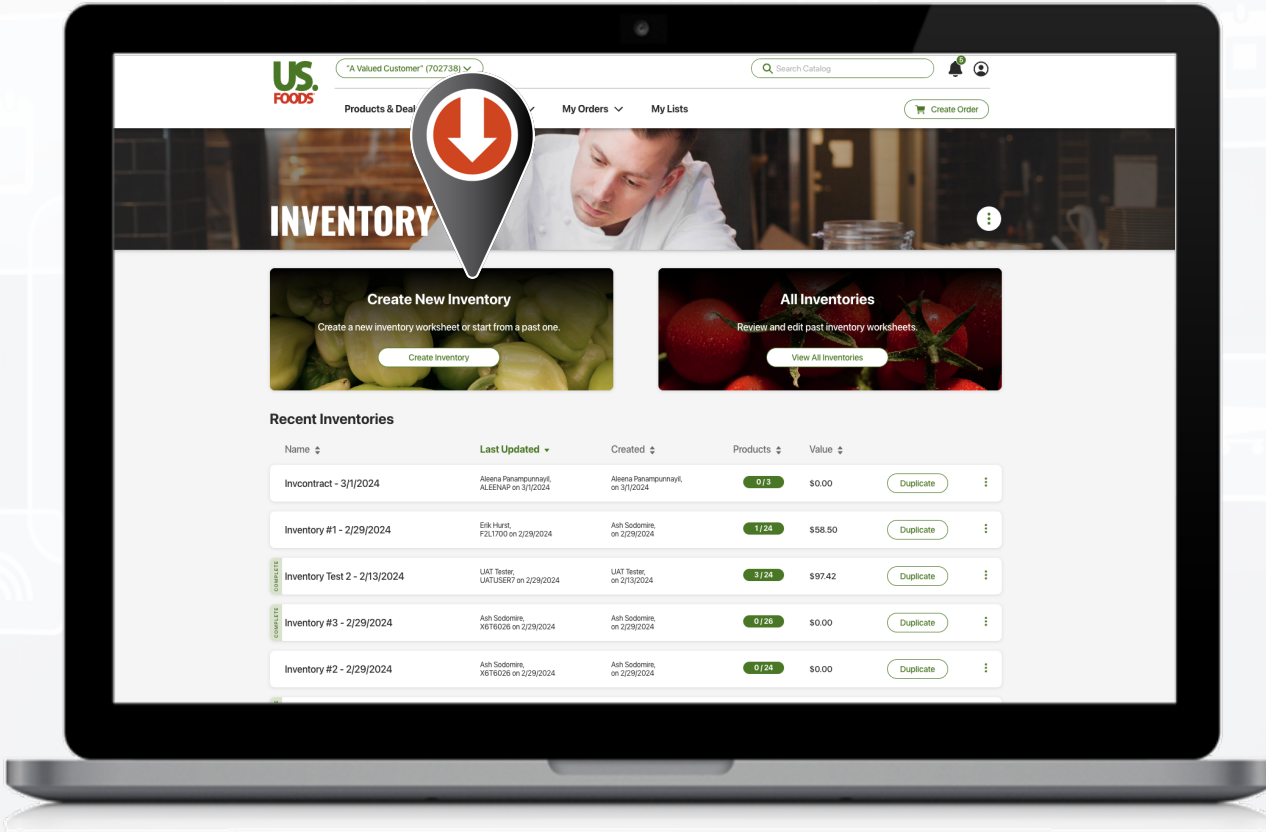 US.
FOODS
"A Valued Customer" (702738)
Search Catalog
5
Products & Deal
My Orders
My Lists
Create Order
INVENTORY
Create New Inventory
Create a new inventory worksheet or start from a past one.
Create Inventory
All Inventories
Review and edit past inventory worksheets.
View All Inventories
Recent Inventories
Name Last Updated Created Products Value
Invcontract - 3/1/2024
Aleena Panampunnayil,
ALEENAP on 3/1/2024
Aleena Panampunnayil,
on 3/1/2024
0 / 3
$0.00
Duplicate
Inventory #1 - 2/29/2024
Erik Hurst,
F2L1700 on 2/29/2024
Ash Sodomire,
on 2/29/2024
1 / 24
$58.50
Duplicate
COMPLETE
Inventory Test 2 - 2/13/2024
UAT Tester,
UATUSER7 on 2/29/2024
UAT Tester,
on 2/13/2024
3 / 24
$97.42
Duplicate
COMPLETE
Inventory #3 - 2/29/2024
Ash Sodomire,
X6T6026 on 2/29/2024
Ash Sodomire,
on 2/29/2024
0 / 26
$0.00
Duplicate
Inventory #2 - 2/29/2024
Ash Sodomire,
X6T6026 on 2/29/2024
Ash Sodomire,
on 2/29/2024
0 / 24
$0.00
Duplicate